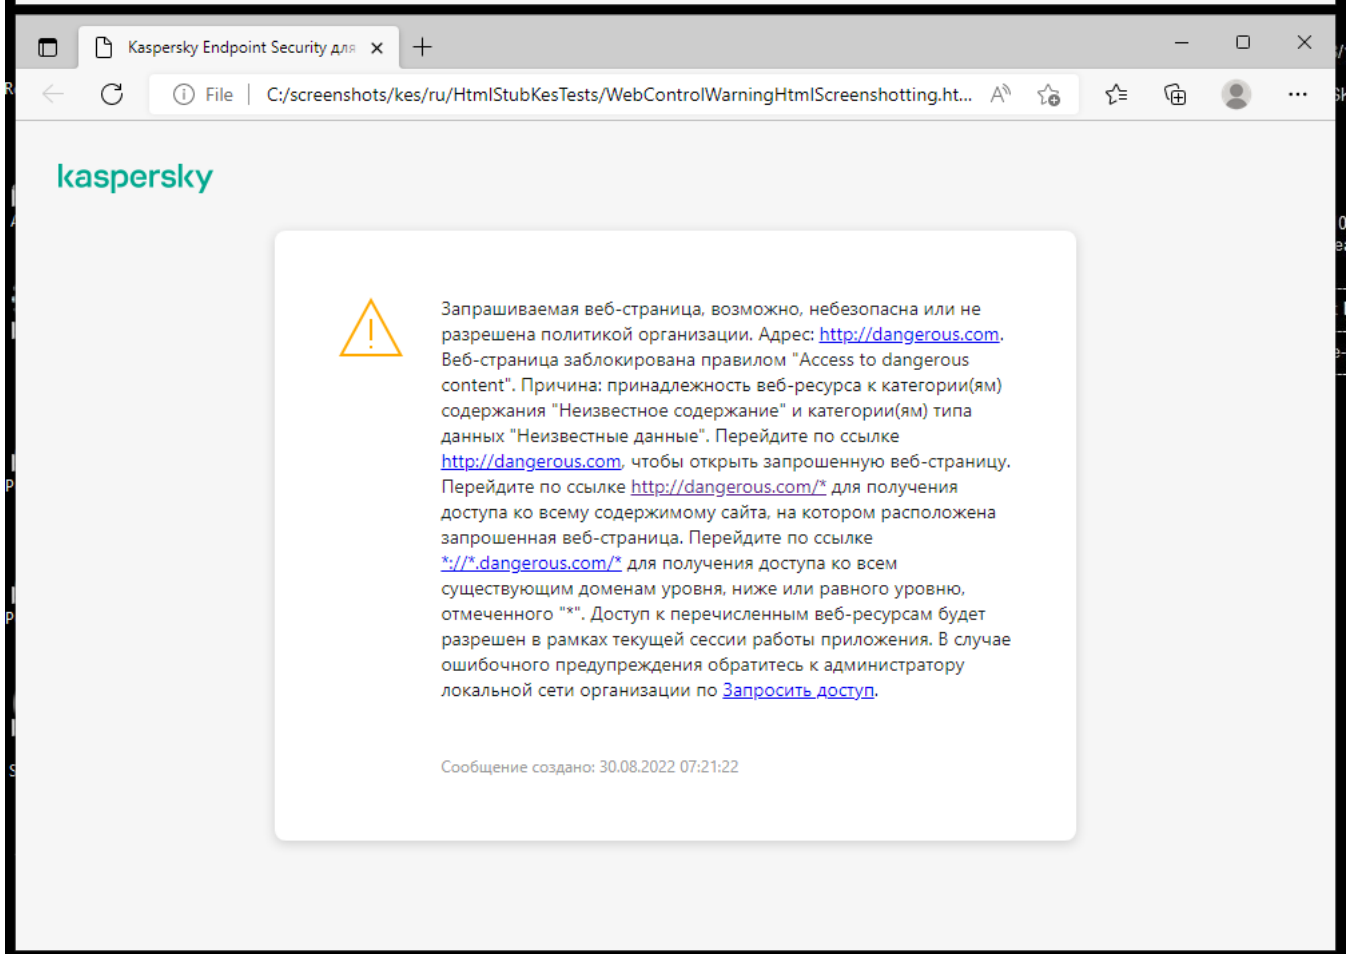 Kaspersky Endpoint Security для
File
C:/screenshots/kes/ru/HtmlStubKesTests/WebControlWarningHtmlScreenshotting.ht...
kaspersky
Запрашиваемая веб-страница, возможно, небезопасна или не
разрешена политикой организации. Адрес: http://dangerous.com.
Веб-страница заблокирована правилом "Access to dangerous
content". Причина: принадлежность веб-ресурса к категории(ям)
содержания "Неизвестное содержание" и категории(ям) типа
данных "Неизвестные данные". Перейдите по ссылке
http://dangerous.com, чтобы открыть запрошенную веб-страницу.
Перейдите по ссылке http://dangerous.com/* для получения
доступа ко всему содержимому сайта, на котором расположена
запрошенная веб-страница. Перейдите по ссылке
*://*.dangerous.com/* для получения доступа ко всем
существующим доменам уровня, ниже или равного уровню,
отмеченного "*". Доступ к перечисленным веб-ресурсам будет
разрешен в рамках текущей сессии работы приложения. В случае
ошибочного предупреждения обратитесь к администратору
локальной сети организации по Запросить доступ.
Сообщение создано: 30.08.2022 07:21:22